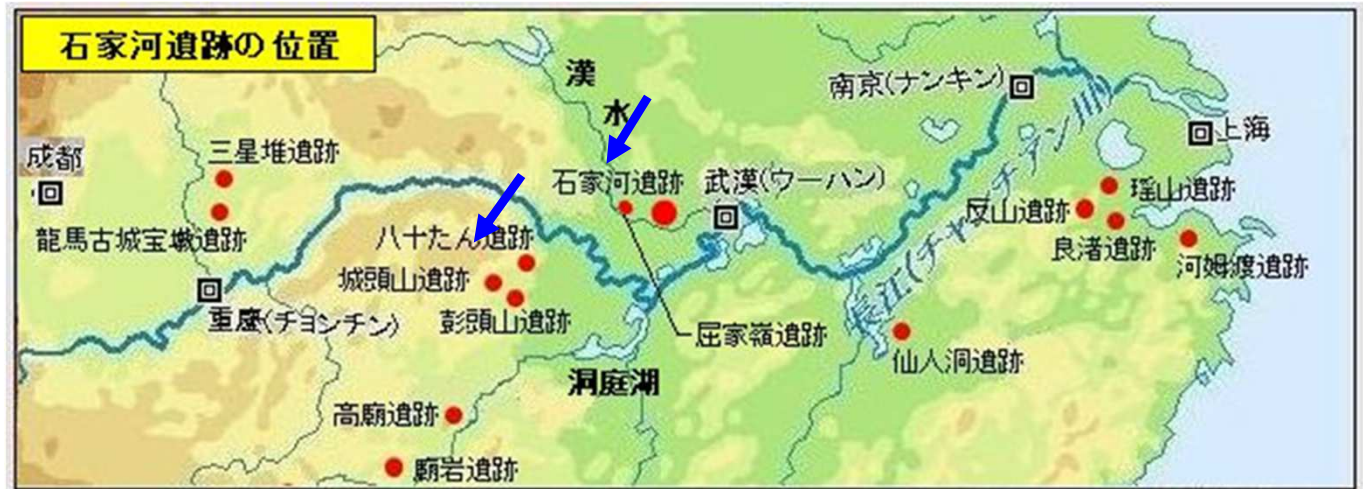 石家河遺跡の位置
漢
水
南京(ナンキン)
上海
成都
三星堆遺跡
石家河遺跡
武漢(ウーハン)
瑶山遺跡
反山遺跡
龍馬古城宝墩遺跡
八十たん遺跡
良渚遺跡
長江(チャンチアン)川
河姆渡遺跡
城頭山遺跡
重慶(チョンチン)
彭頭山遺跡
屈家嶺遺跡
仙人洞遺跡
洞庭湖
高廟遺跡
廟岩遺跡